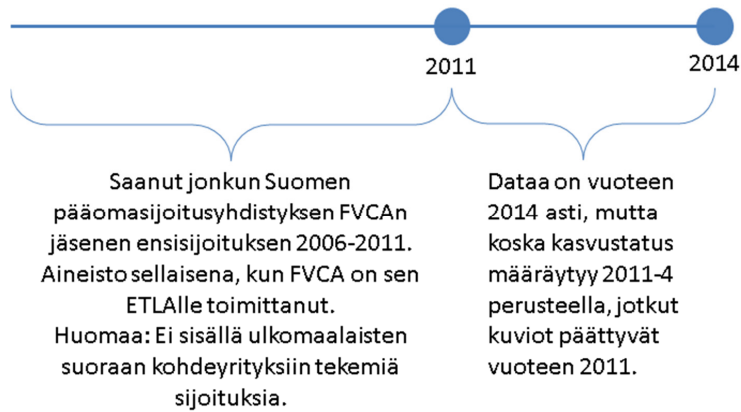 2011
2014
Saanut jonkun Suomen
pääomasijoitusyhdistyksen FVCAn
jäsenen ensisijoituksen 2006-2011.
Aineisto sellaisena, kun FVCA on sen
ETLAlle toimittanut.
Huomaa: Ei sisällä ulkomaalaisten
suoraan kohdeyrityksiin tekemiä
sijoituksia.
Dataa on vuoteen
2014 asti, mutta
koska kasvustatus
määräytyy 2011-4
perusteella, jotkut
kuviot päättyvät
vuoteen 2011.